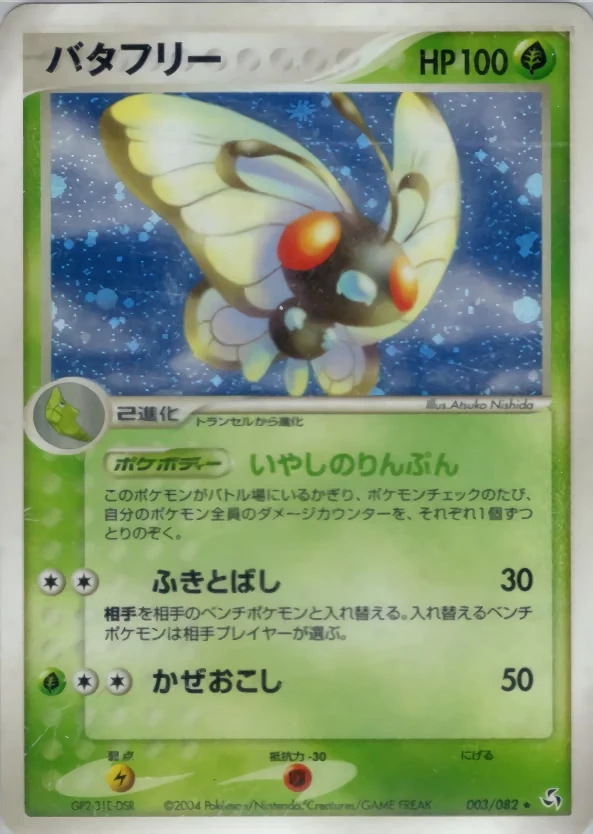 バタフリー HP100
Illus. Atsuko Nishida
2進化
トランセルから進化
ポケボディー いやしのりんぷん
このポケモンがバトル場にいるかぎり、ポケモンチェックのたび、
自分のポケモン全員のダメージカウンターを、それぞれ1個ずつ
とりのぞく。
ふきとばし 30
相手を相手のベンチポケモンと入れ替える。入れ替えるベンチ
ポケモンは相手プレイヤーが選ぶ。
かぜおこし 50
弱点 抵抗力 -30 にげる
©2004 Pokémon/Nintendo/Creatures/GAME FREAK 003/082